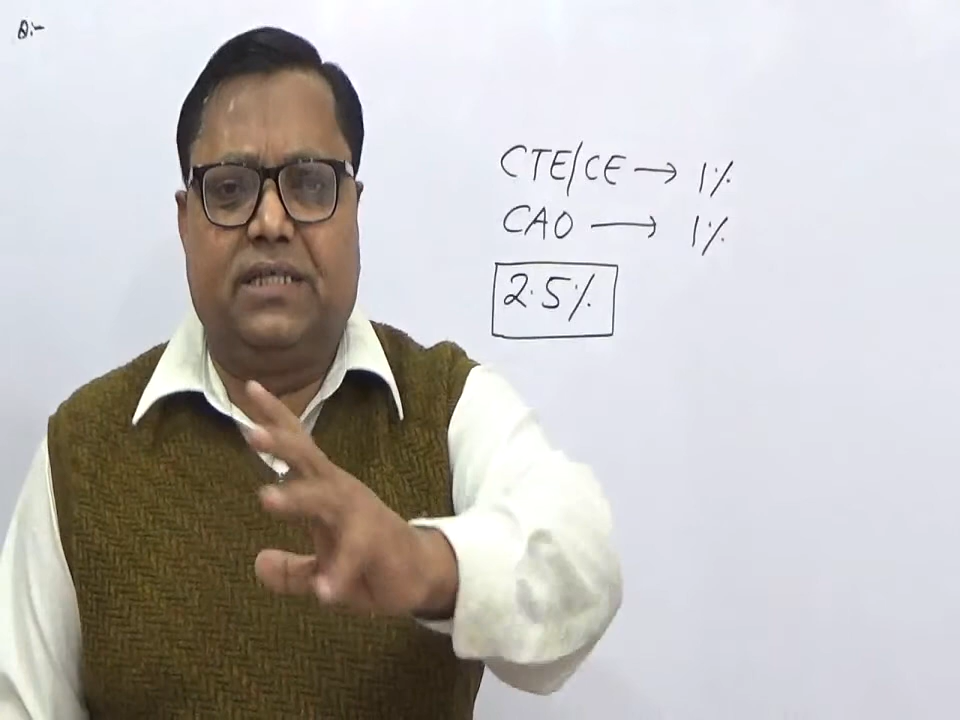 Q:-
CTE/CE → 1%
CAO → 1%
2.5%